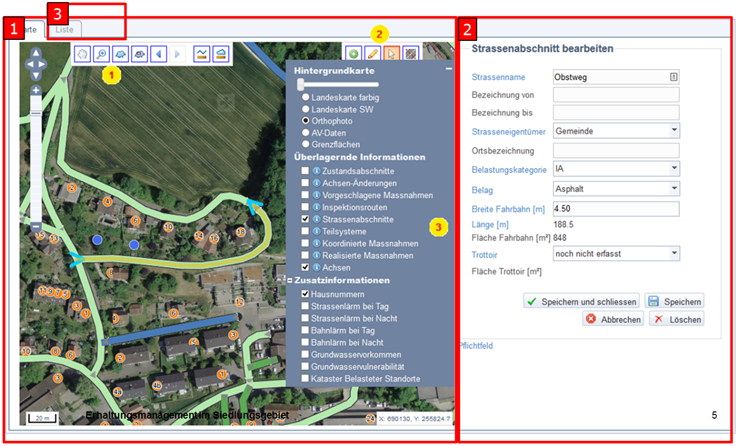 1
3
2
arte
Liste
2
1
Hintergrundkarte
Landeskarte farbig
Landeskarte SW
Orthophoto
AV-Daten
Grenzflächen
Überlagernde Informationen
Zustandsabschnitte
Achsen-Änderungen
Vorgeschlagene Massnahmen
Inspektionsrouten
Strassenabschnitte
Teilsysteme
Koordinierte Massnahmen
Realisierte Massnahmen
Achsen
3
Zusatzinformationen
Hausnummern
Strassenlärm bei Tag
Strassenlärm bei Nacht
Bahnlärm bei Tag
Bahnlärm bei Nacht
Grundwasservorkommen
Grundwasservulnerabilität
Kataster Belasteter Standorte
20 m
Erhaltungsmanagement im Siedlungsgebiet
X: 690130, Y: 255824.7
Strassenabschnitt bearbeiten
Strassenname Obstweg
Bezeichnung von
Bezeichnung bis
Strasseneigentümer Gemeinde
Ortsbezeichnung
Belastungskategorie IA
Belag Asphalt
Breite Fahrbahn [m] 4.50
Länge [m] 188.5
Fläche Fahrbahn [m²] 848
Trottoir noch nicht erfasst
Fläche Trottoir [m²]
Speichern und schliessen Speichern
Abbrechen Löschen
Pflichtfeld
5